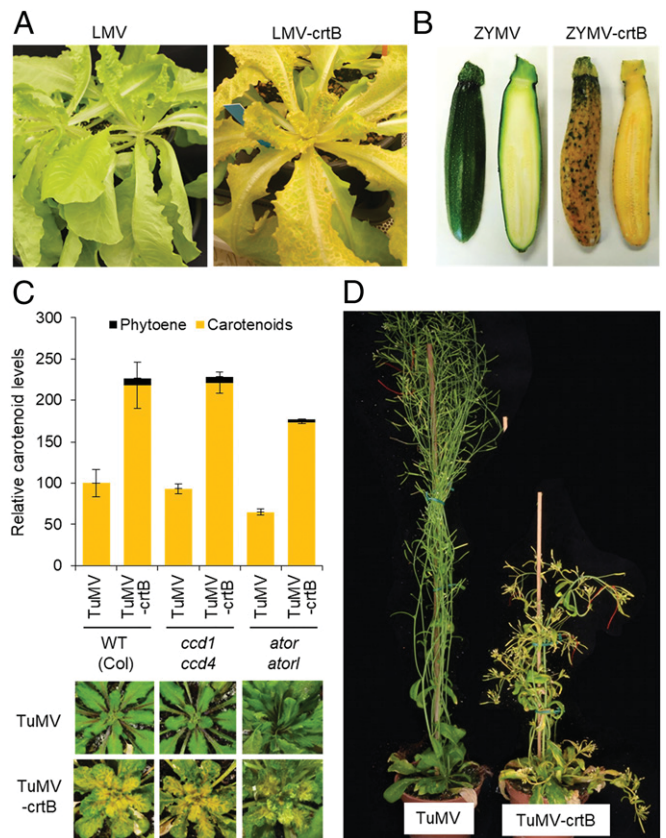 A
LMV
LMV-crtB
B
ZYMV
ZYMV-crtB
C
Phytoene
Carotenoids
Relative carotenoid levels
300
250
200
150
100
50
0
TuMV
TuMV
-crtB
TuMV
TuMV
-crtB
TuMV
TuMV
-crtB
WT
(Col)
ccd1
ccd4
ator
atorl
TuMV
TuMV
-crtB
D
TuMV
TuMV-crtB